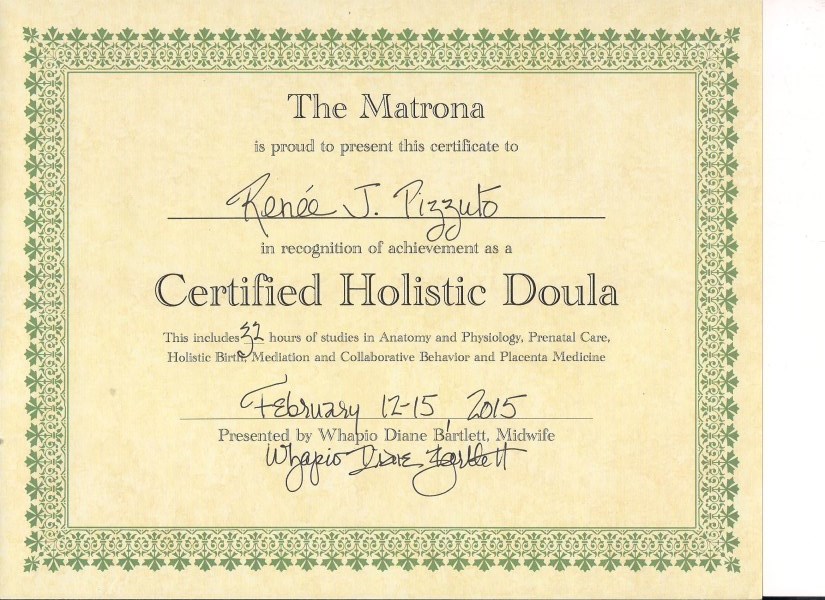 The Matrona
is proud to present this certificate to
Renée J. Pizzuto
in recognition of achievement as a
Certified Holistic Doula
This includes 32 hours of studies in Anatomy and Physiology, Prenatal Care,
Holistic Birth, Mediation and Collaborative Behavior and Placenta Medicine
February 12-15, 2015
Presented by Whapio Diane Bartlett, Midwife
Whapio Diane Bartlett